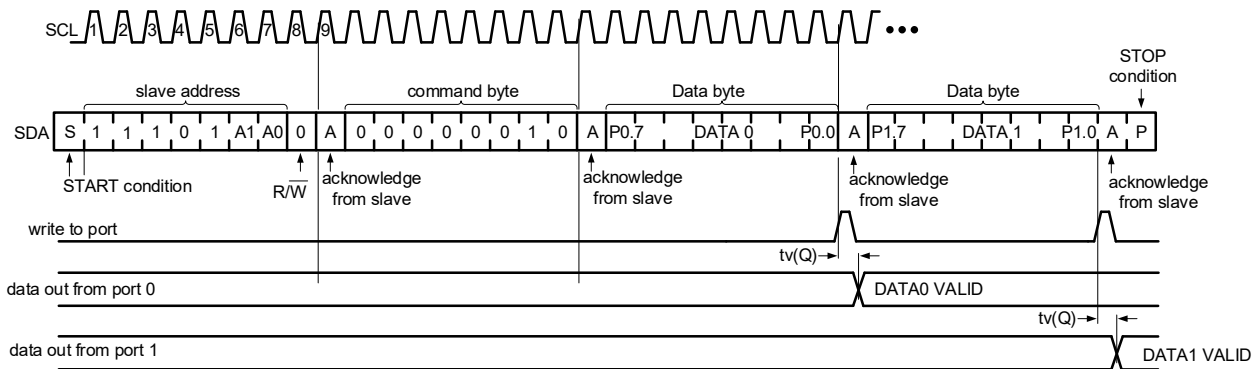 SCL 1 2 3 4 5 6 7 8 9 •••
STOP
condition
slave address command byte Data byte Data byte
SDA S 1 1 1 0 1 A1 A0 0 A 0 0 0 0 0 0 1 0 A P0.7 DATA 0 P0.0 A P1.7 DATA 1 P1.0 A P
START condition
R/W̅
acknowledge
from slave
acknowledge
from slave
acknowledge
from slave
acknowledge
from slave
write to port
tv(Q)
data out from port 0 DATA0 VALID
tv(Q)
data out from port 1 DATA1 VALID